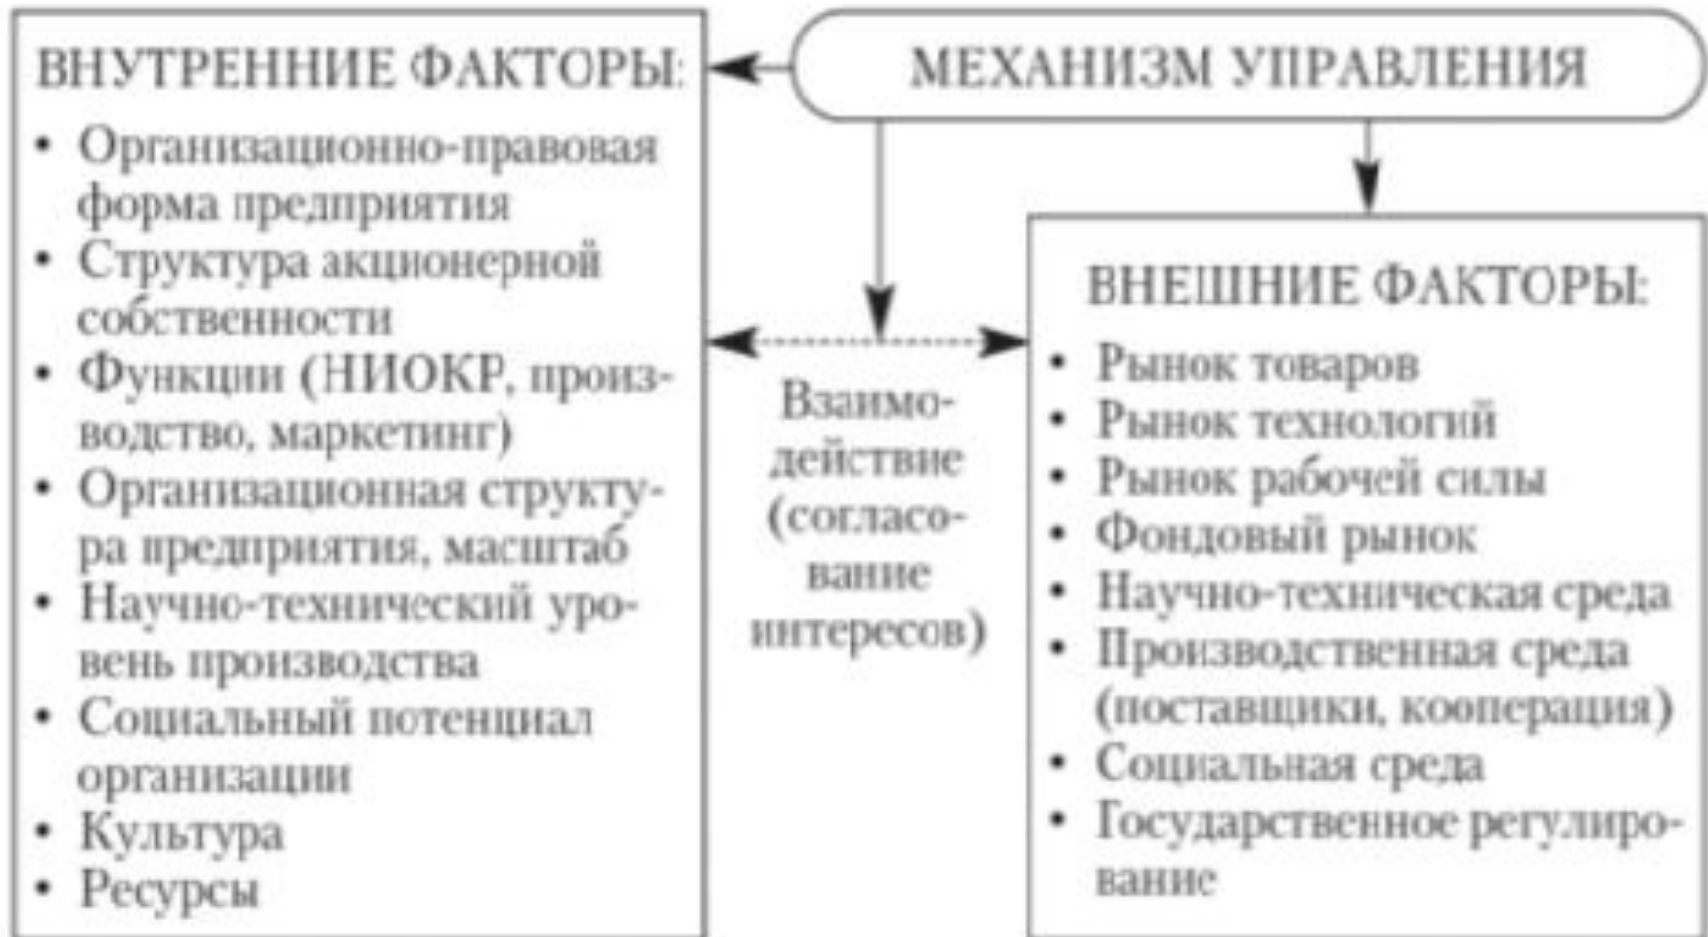 ВНУТРЕННИЕ ФАКТОРЫ:
• Организационно-правовая
форма предприятия
• Структура акционерной
собственности
• Функции (НИОКР, произ-
водство, маркетинг)
• Организационная структу-
ра предприятия, масштаб
• Научно-технический уро-
вень производства
• Социальный потенциал
организации
• Культура
• Ресурсы
МЕХАНИЗМ УПРАВЛЕНИЯ
Взаимо-
действие
(согласо-
вание
интересов)
ВНЕШНИЕ ФАКТОРЫ:
• Рынок товаров
• Рынок технологий
• Рынок рабочей силы
• Фондовый рынок
• Научно-техническая среда
• Производственная среда
(поставщики, кооперация)
• Социальная среда
• Государственное регулиро-
вание